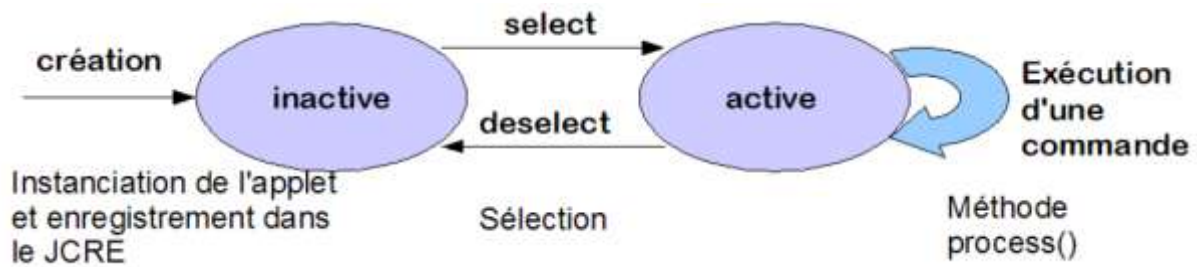 création
inactive
select
deselect
active
Exécution
d'une
commande
Instanciation de l'applet
et enregistrement dans
le JCRE
Sélection
Méthode
process()